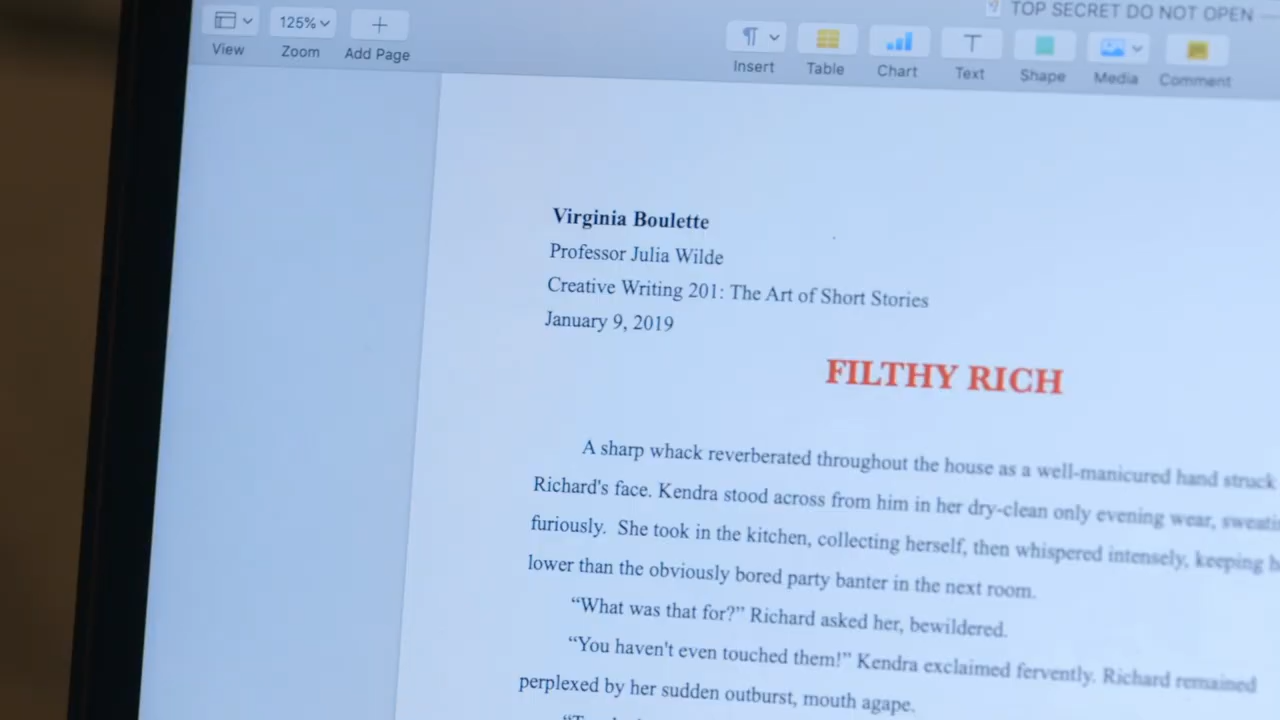 TOP SECRET DO NOT OPEN
125%
View Zoom Add Page Insert Table Chart Text Shape Media Comment
Virginia Boulette
Professor Julia Wilde
Creative Writing 201: The Art of Short Stories
January 9, 2019
FILTHY RICH
A sharp whack reverberated throughout the house as a well-manicured hand struck
Richard's face. Kendra stood across from him in her dry-clean only evening wear,
furiously. She took in the kitchen, collecting herself, then whispered intensely, keeping
lower than the obviously bored party banter in the next room.
“What was that for?” Richard asked her, bewildered.
“You haven't even touched them!” Kendra exclaimed fervently. Richard remained
perplexed by her sudden outburst, mouth agape.